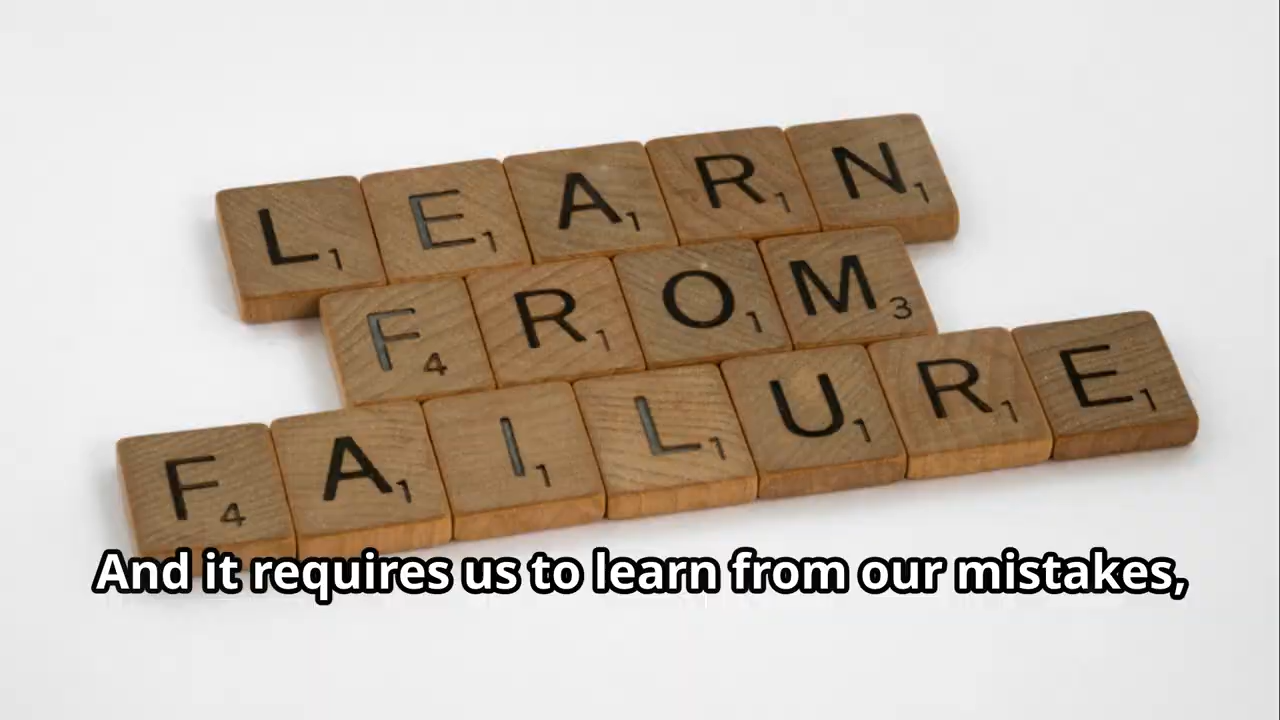 LEARN
FROM
FAILURE
And it requires us to learn from our mistakes,